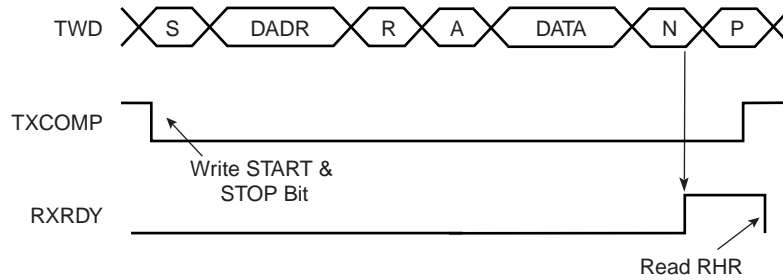 TWD S DADR R A DATA N P
TXCOMP
Write START &
STOP Bit
RXRDY
Read RHR